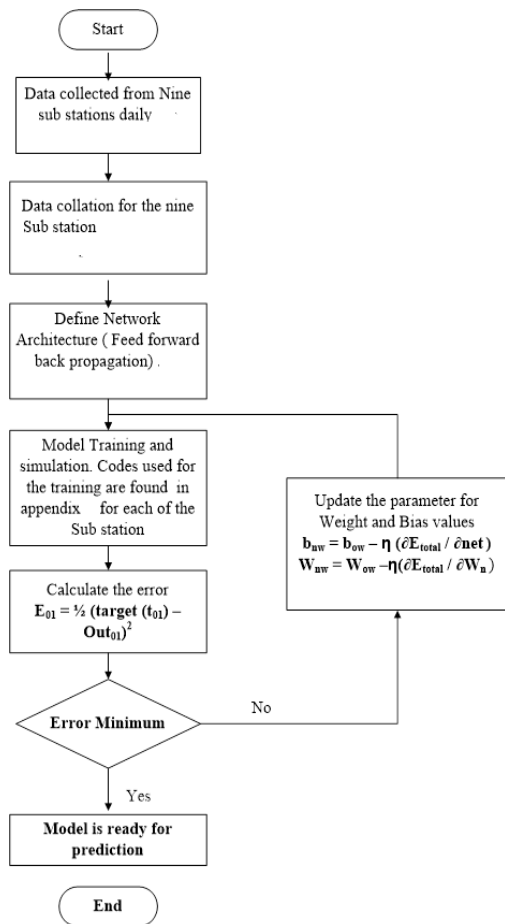 Start
Data collected from Nine
sub stations daily
Data collation for the nine
Sub station
Define Network
Architecture ( Feed forward
back propagation) .
Model Training and
simulation. Codes used for
the training are found in
appendix for each of the
Sub station
Calculate the error
E₀₁ = ½ (target (t₀₁) –
Out₀₁)²
Error Minimum
No
Update the parameter for
Weight and Bias values
bₙw = bₒw – η (∂Eₜₒₜₐₗ / ∂net )
Wₙw = Wₒw –η(∂Eₜₒₜₐₗ / ∂Wₙ )
Yes
Model is ready for
prediction
End